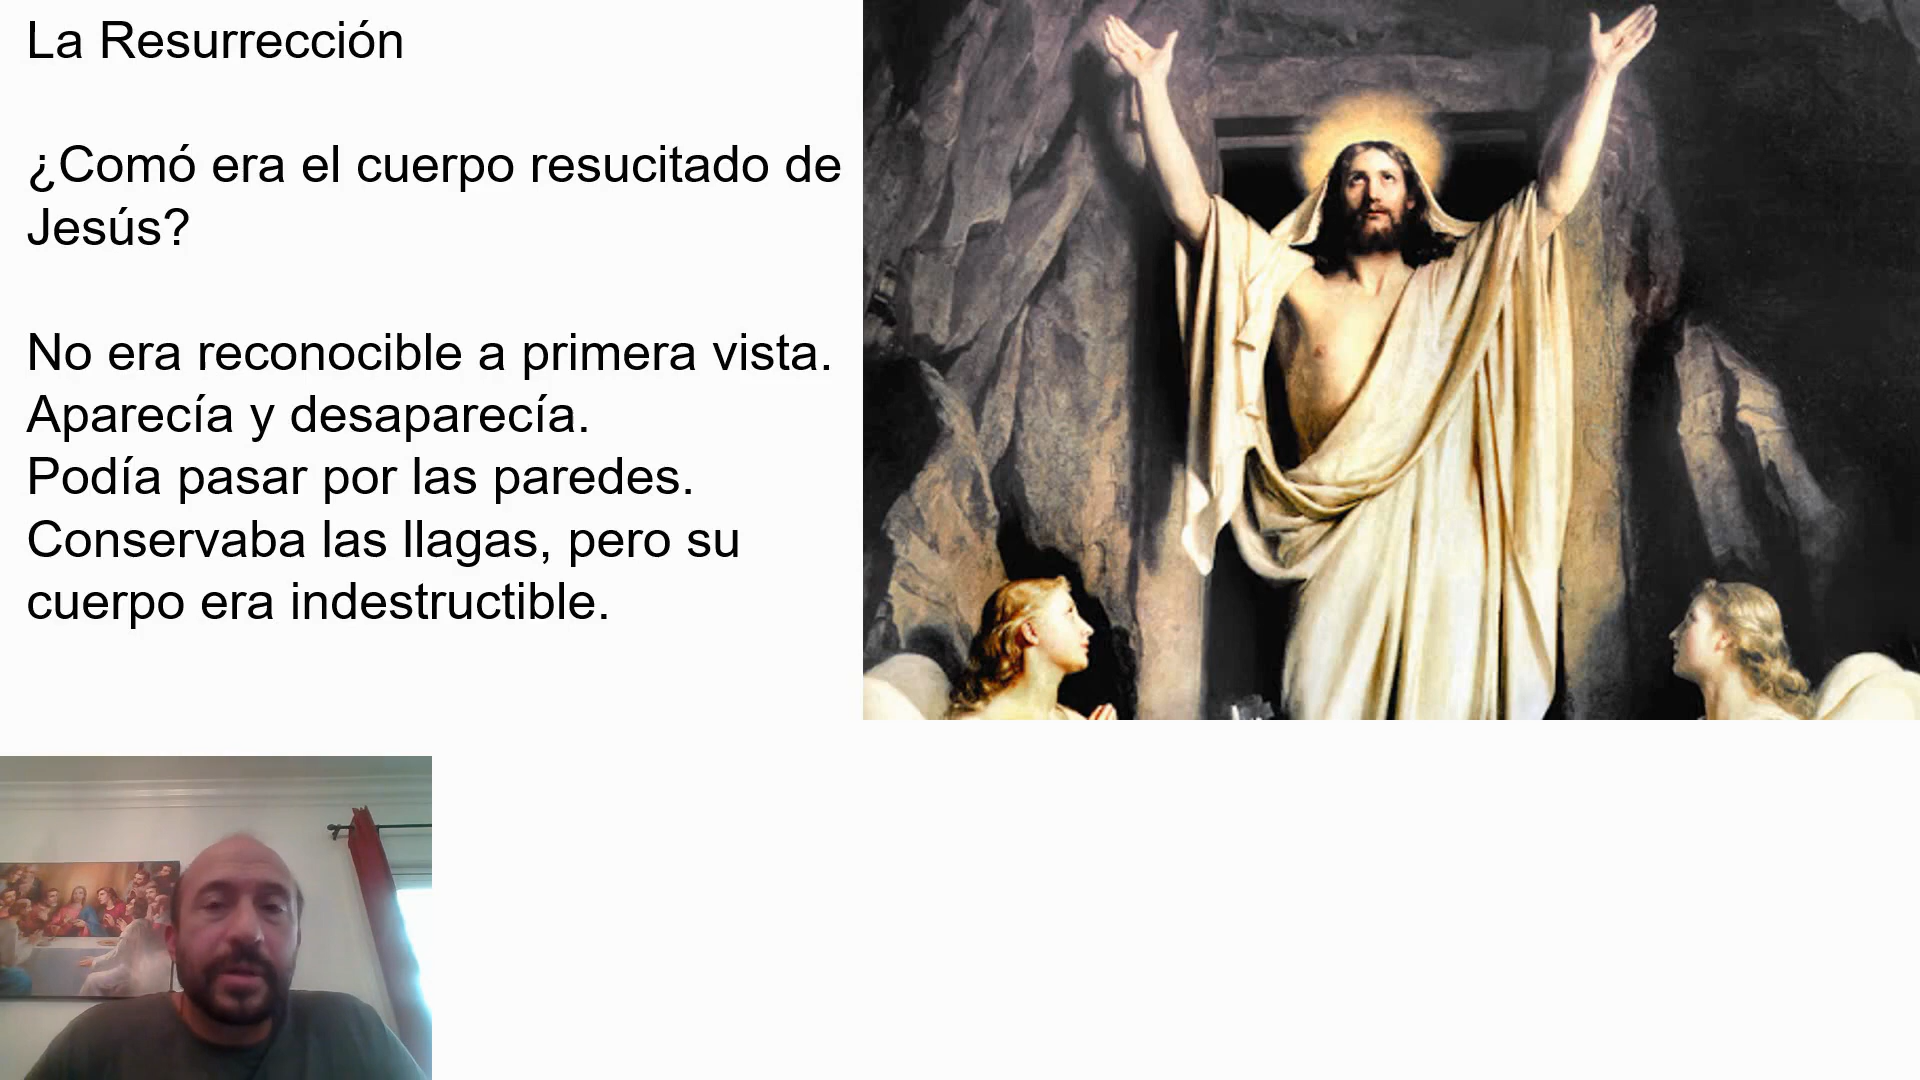 La Resurrección
¿Comó era el cuerpo resucitado de
Jesús?
No era reconocible a primera vista.
Aparecía y desaparecía.
Podía pasar por las paredes.
Conservaba las llagas, pero su
cuerpo era indestructible.